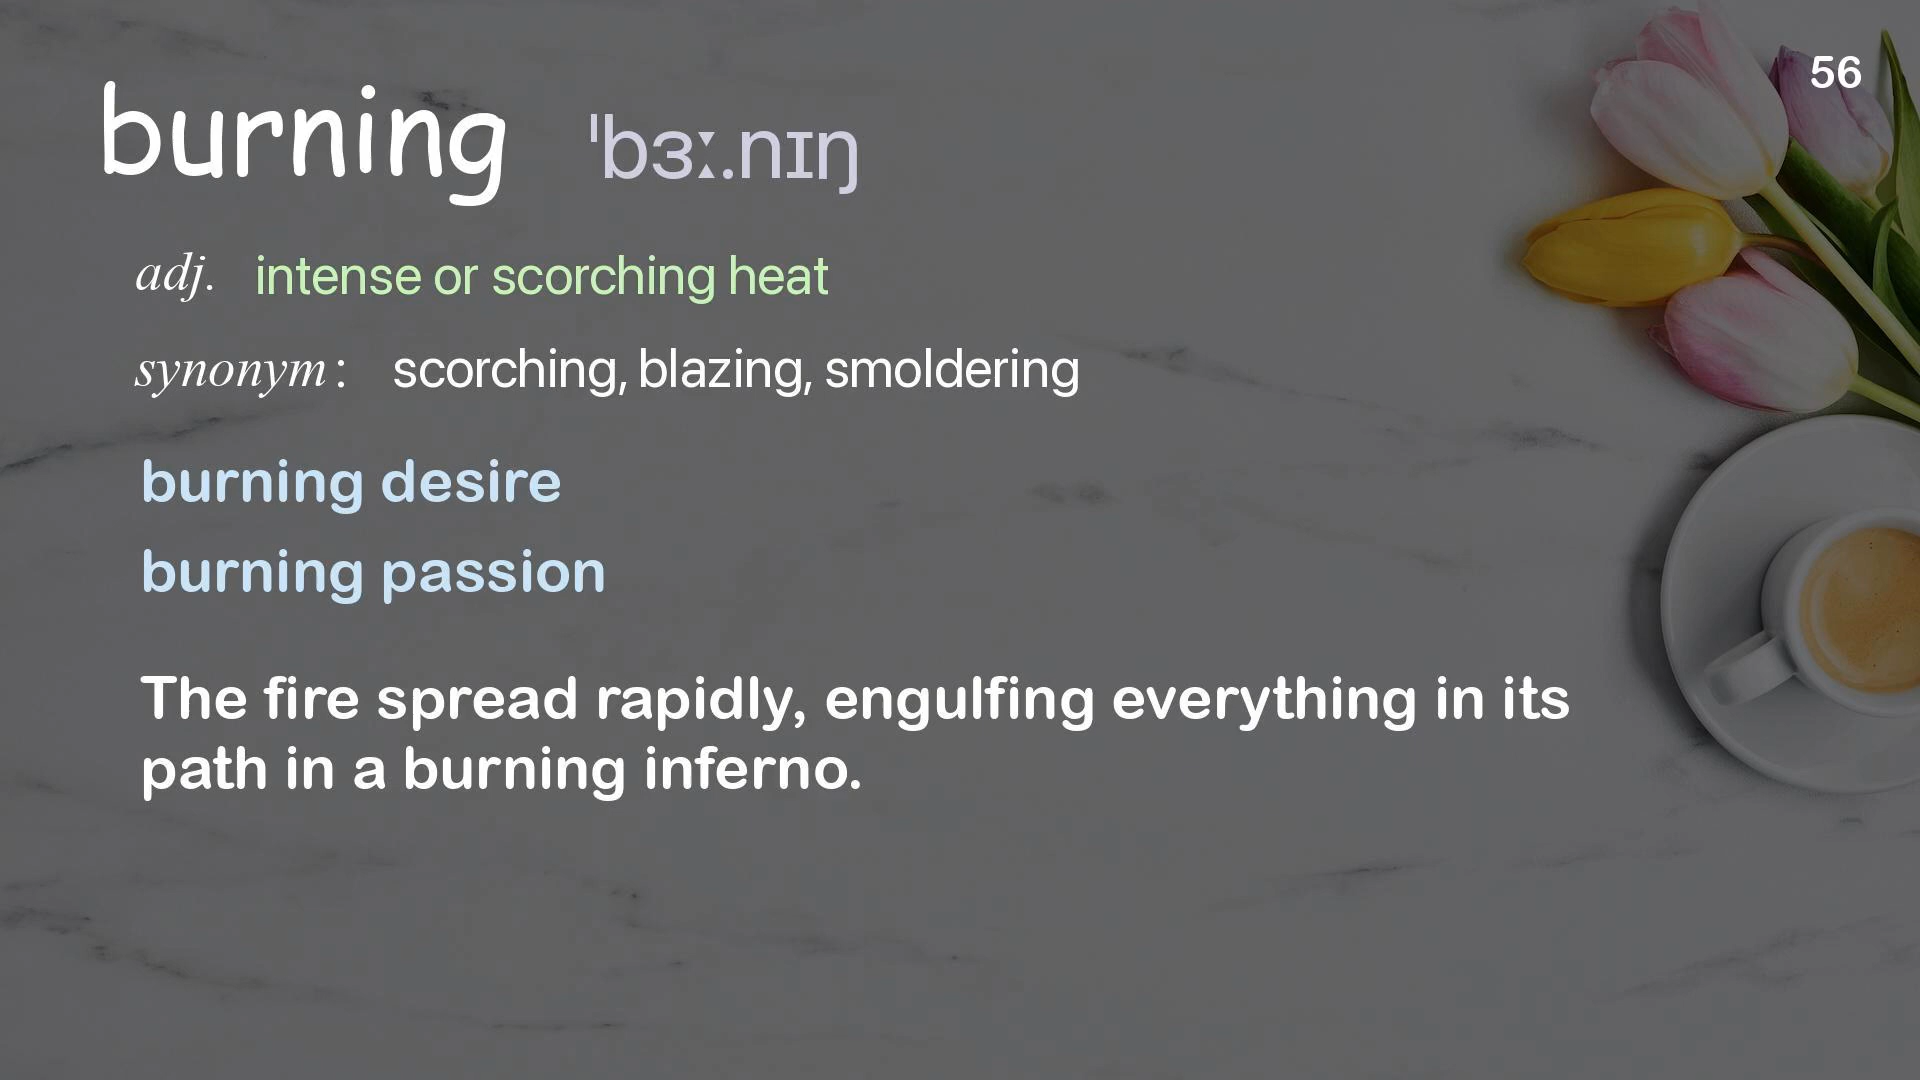 56
burning ˈbɜː.nɪŋ
adj. intense or scorching heat
synonym: scorching, blazing, smoldering
burning desire
burning passion
The fire spread rapidly, engulfing everything in its
path in a burning inferno.